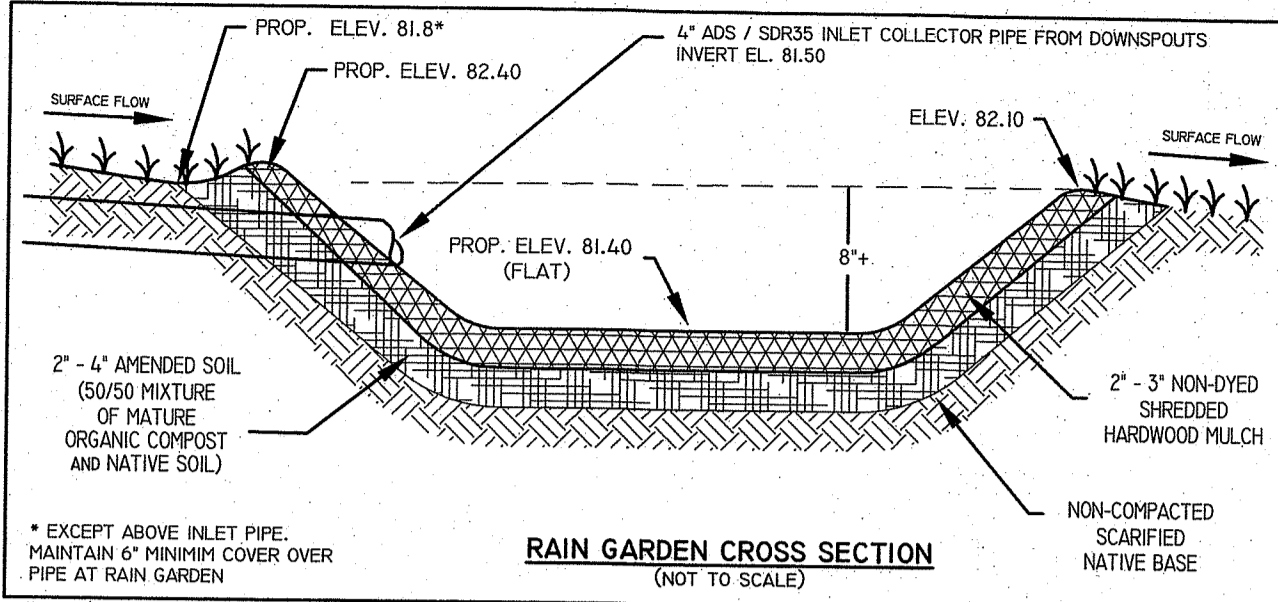 PROP. ELEV. 81.8*
4" ADS / SDR35 INLET COLLECTOR PIPE FROM DOWNSPOUTS
INVERT EL. 81.50
PROP. ELEV. 82.40
SURFACE FLOW
ELEV. 82.10
SURFACE FLOW
PROP. ELEV. 81.40
(FLAT)
8"+
2" - 4" AMENDED SOIL
(50/50 MIXTURE
OF MATURE
ORGANIC COMPOST
AND NATIVE SOIL)
2" - 3" NON-DYED
SHREDDED
HARDWOOD MULCH
NON-COMPACTED
SCARIFIED
NATIVE BASE
* EXCEPT ABOVE INLET PIPE.
MAINTAIN 6" MINIMIM COVER OVER
PIPE AT RAIN GARDEN
RAIN GARDEN CROSS SECTION
(NOT TO SCALE)